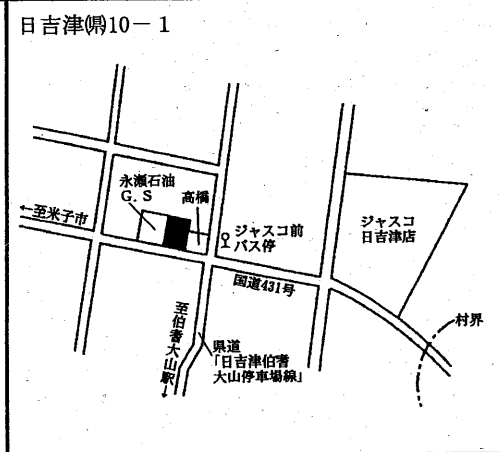 日吉津㈲10－1
永瀬石油
G.S
高橋
←至米子市
ジャスコ前
バス停
ジャスコ
日吉津店
国道431号
村界
至伯耆大山駅→
県道
「日吉津伯耆
大山停車場線」